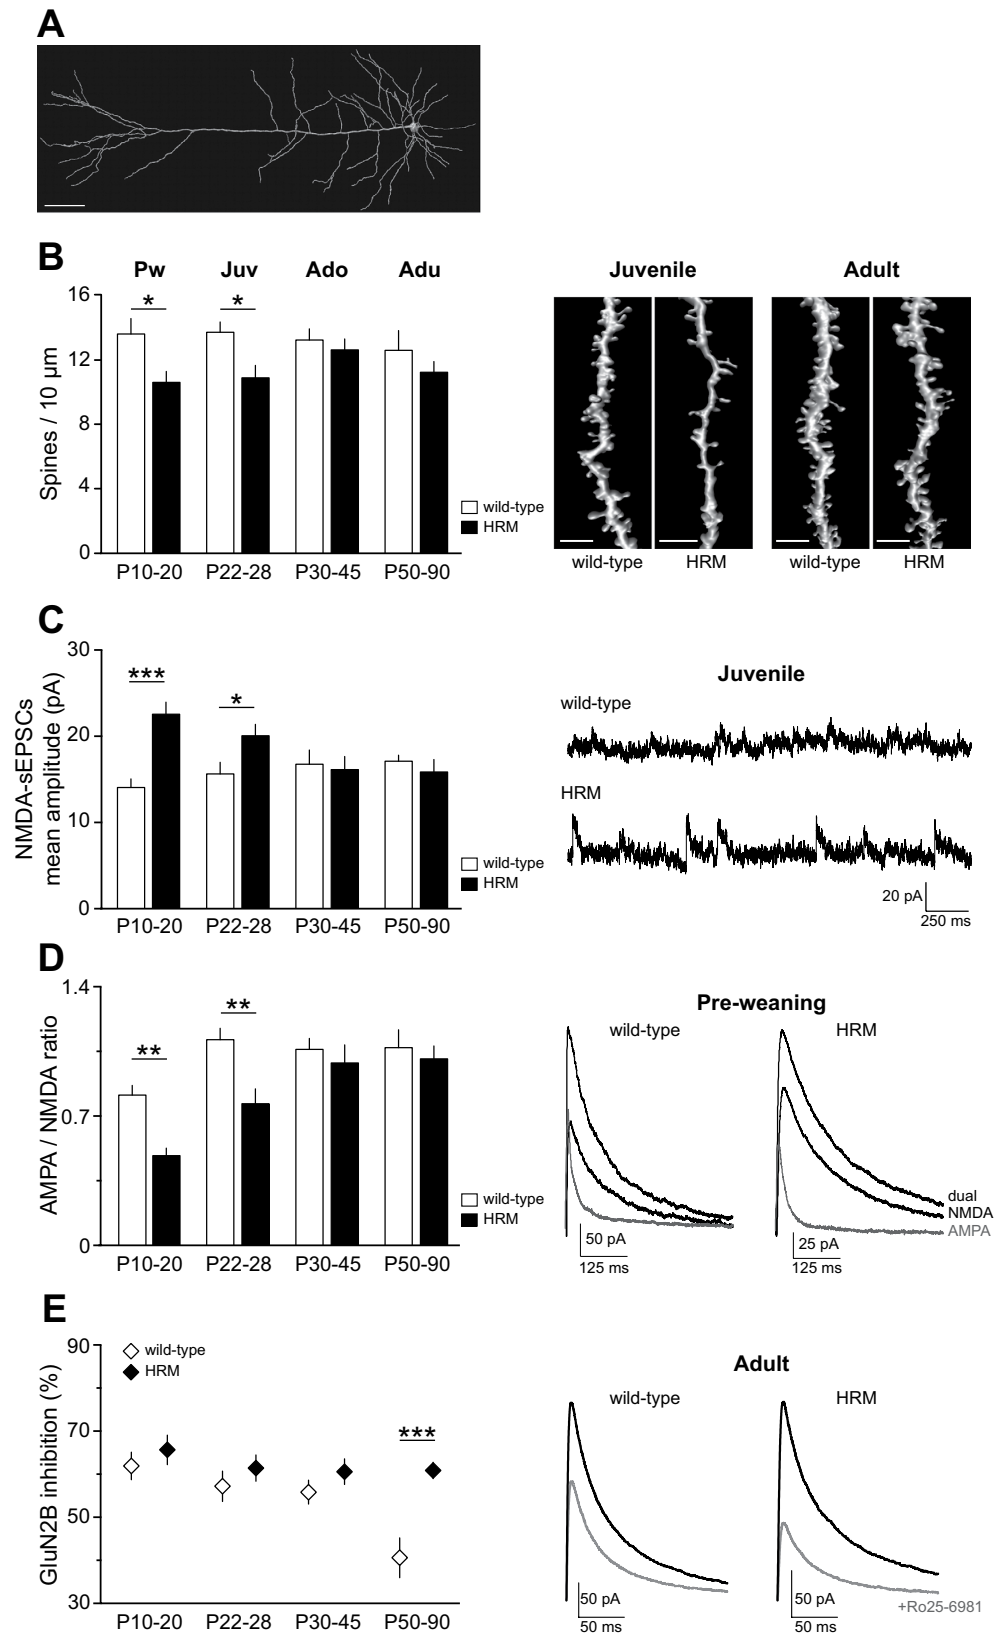 A
B
Pw Juv Ado Adu
Juvenile Adult
*
*
16
12
8
4
0
Spines / 10 µm
wild-type
HRM
P10-20 P22-28 P30-45 P50-90
wild-type HRM wild-type HRM
C
30
20
10
0
NMDA-sEPSCs
mean amplitude (pA)
***
*
wild-type
HRM
P10-20 P22-28 P30-45 P50-90
Juvenile
wild-type
HRM
20 pA
250 ms
D
1.4
0.7
0
AMPA / NMDA ratio
**
**
wild-type
HRM
P10-20 P22-28 P30-45 P50-90
Pre-weaning
wild-type HRM
dual
NMDA
AMPA
50 pA
125 ms
25 pA
125 ms
E
90
70
50
30
GluN2B inhibition (%)
wild-type
HRM
***
P10-20 P22-28 P30-45 P50-90
Adult
wild-type HRM
50 pA
50 ms
50 pA
50 ms
+Ro25-6981